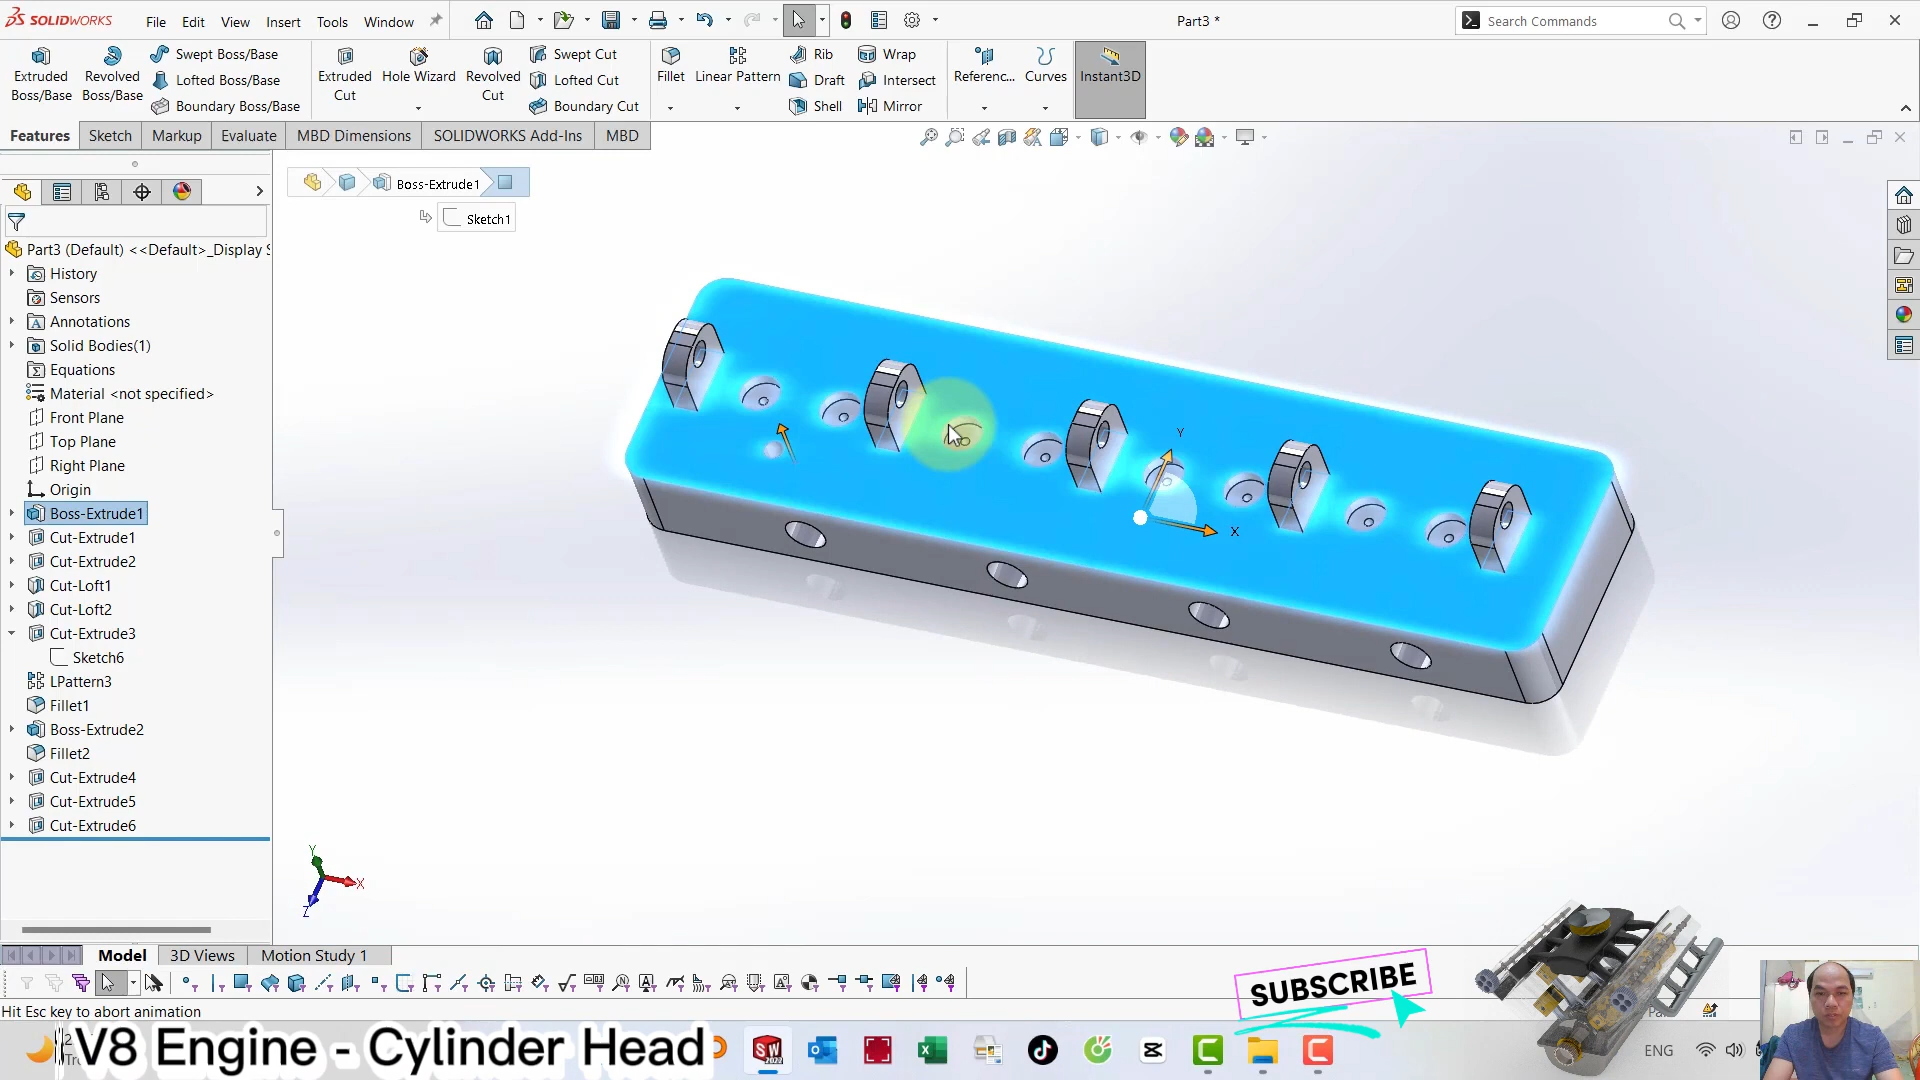 SOLIDWORKS
File
Edit
View
Insert
Tools
Window
Part3 *
Search Commands
Extruded Boss/Base
Revolved Boss/Base
Swept Boss/Base
Lofted Boss/Base
Boundary Boss/Base
Extruded Cut
Hole Wizard
Revolved Cut
Swept Cut
Lofted Cut
Boundary Cut
Fillet
Linear Pattern
Rib
Draft
Shell
Wrap
Intersect
Mirror
Referenc...
Curves
Instant3D
Features
Sketch
Markup
Evaluate
MBD Dimensions
SOLIDWORKS Add-Ins
MBD
Boss-Extrude1
Sketch1
Part3 (Default) <<Default>_Display S
History
Sensors
Annotations
Solid Bodies(1)
Equations
Material <not specified>
Front Plane
Top Plane
Right Plane
Origin
Boss-Extrude1
Cut-Extrude1
Cut-Extrude2
Cut-Loft1
Cut-Loft2
Cut-Extrude3
Sketch6
LPattern3
Fillet1
Boss-Extrude2
Fillet2
Cut-Extrude4
Cut-Extrude5
Cut-Extrude6
Y
X
Y
X
Z
Model
3D Views
Motion Study 1
Hit Esc key to abort animation
SUBSCRIBE
V8 Engine - Cylinder Head
ENG